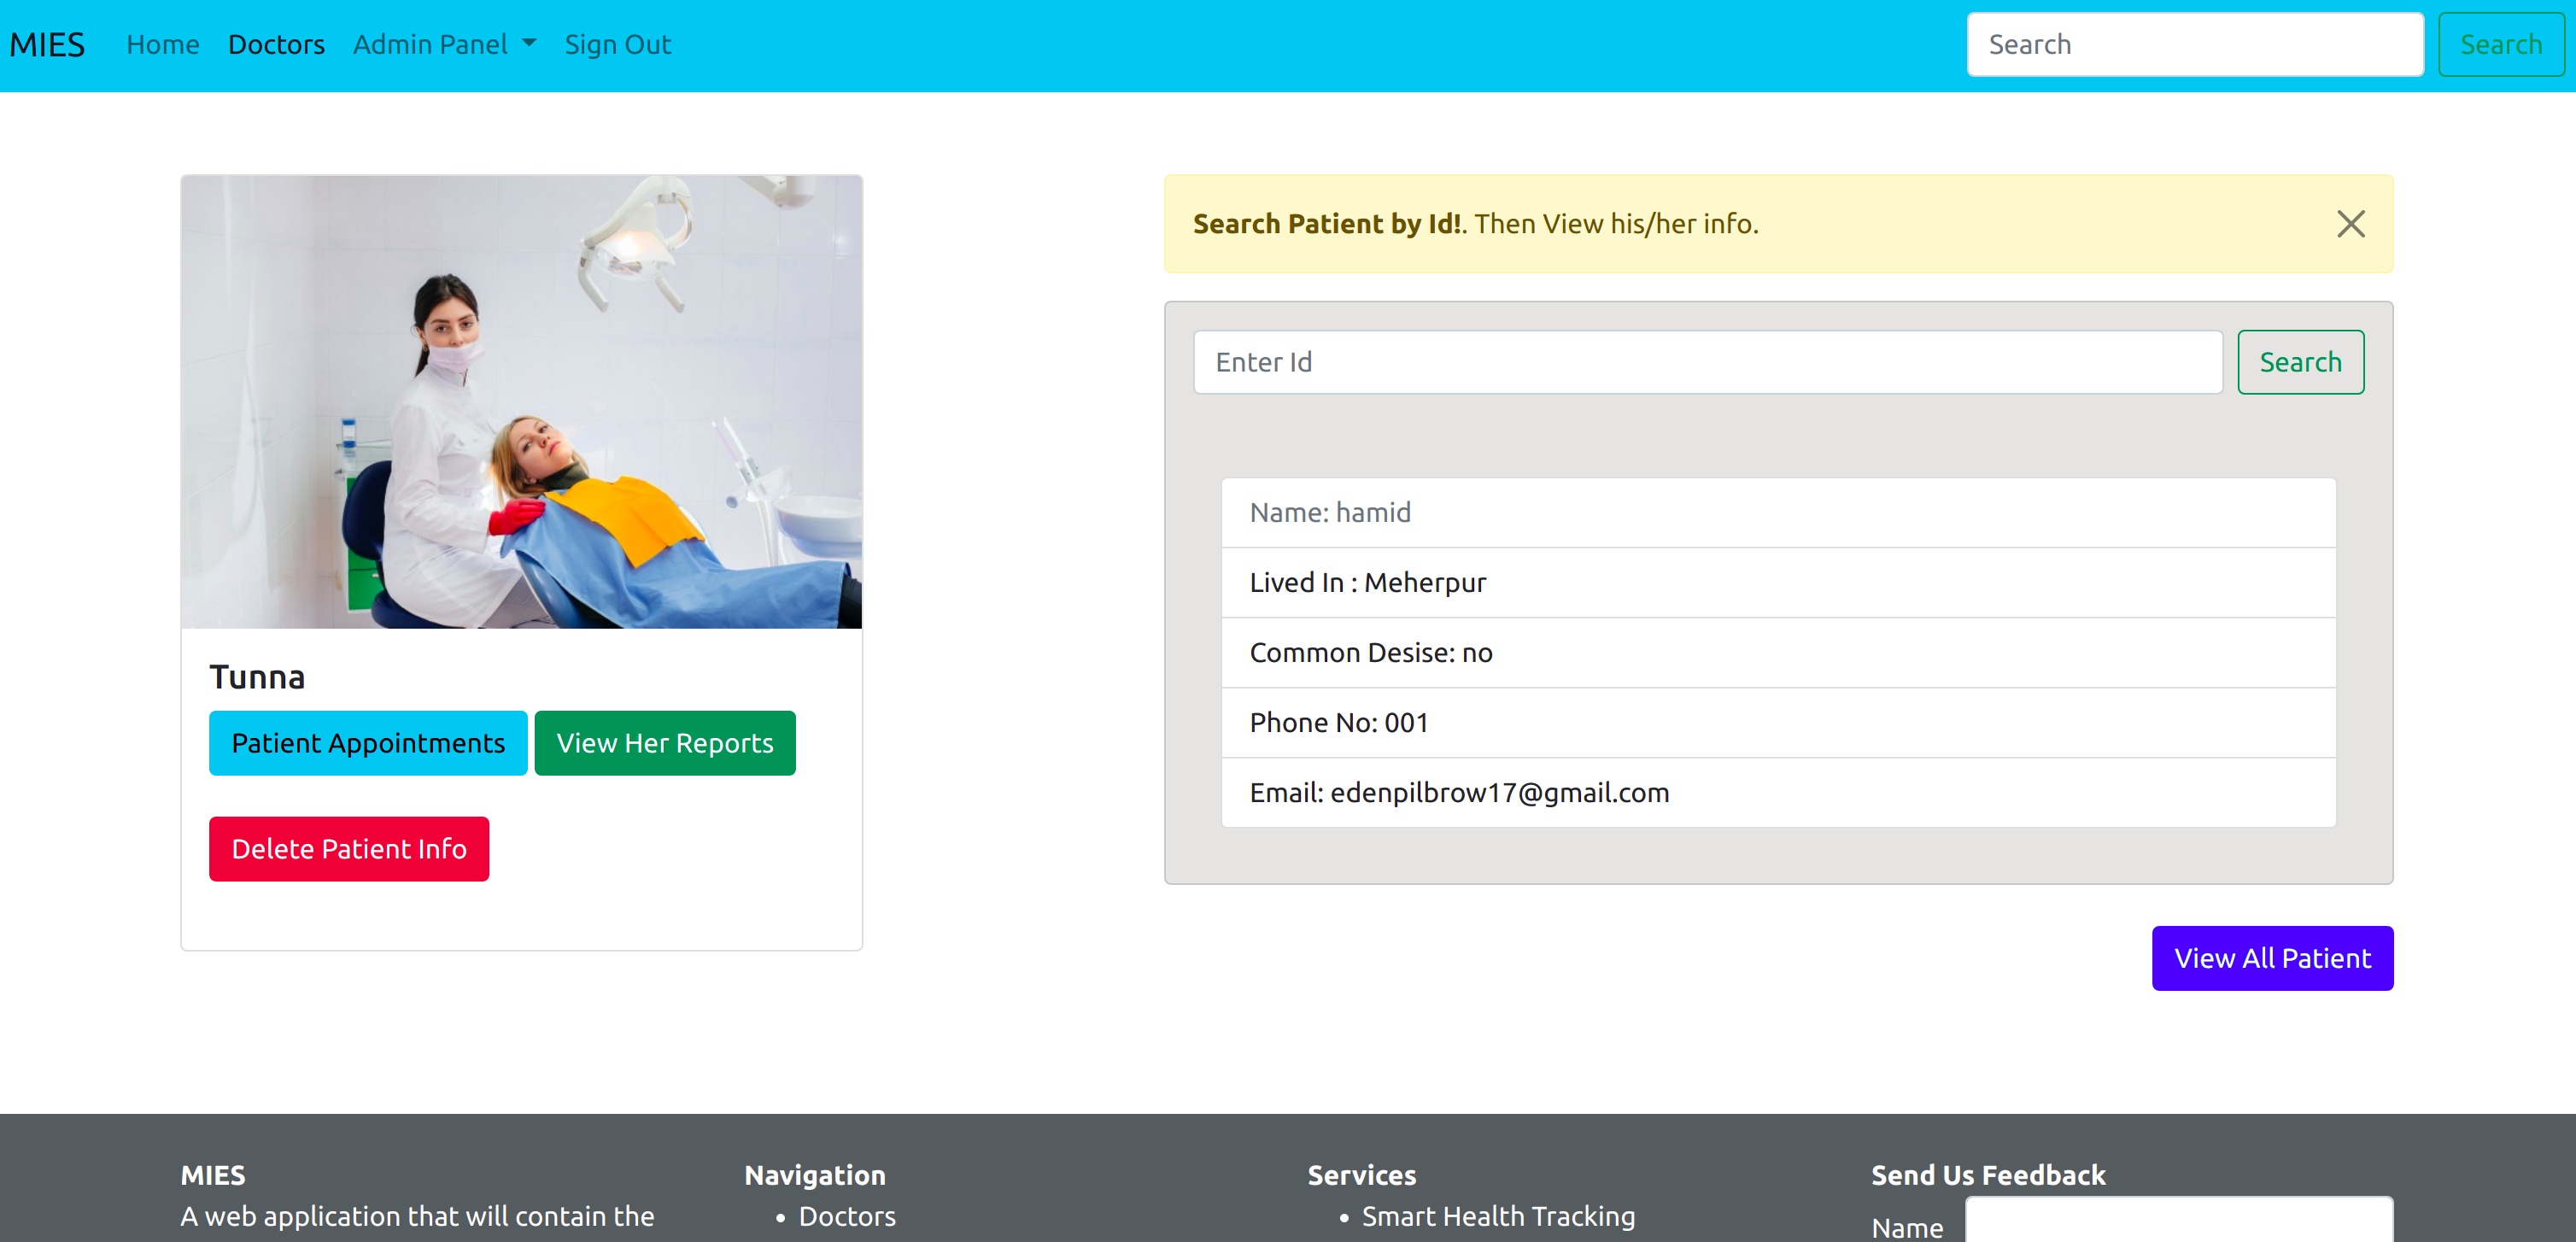 MIES Home Doctors Admin Panel Sign Out Search Search
Search Patient by Id!. Then View his/her info.
Enter Id Search
Name: hamid
Lived In : Meherpur
Common Desise: no
Phone No: 001
Email: edenpilbrow17@gmail.com
View All Patient
Tunna
Patient Appointments View Her Reports
Delete Patient Info
MIES
A web application that will contain the
Navigation
• Doctors
Services
• Smart Health Tracking
Send Us Feedback
Name